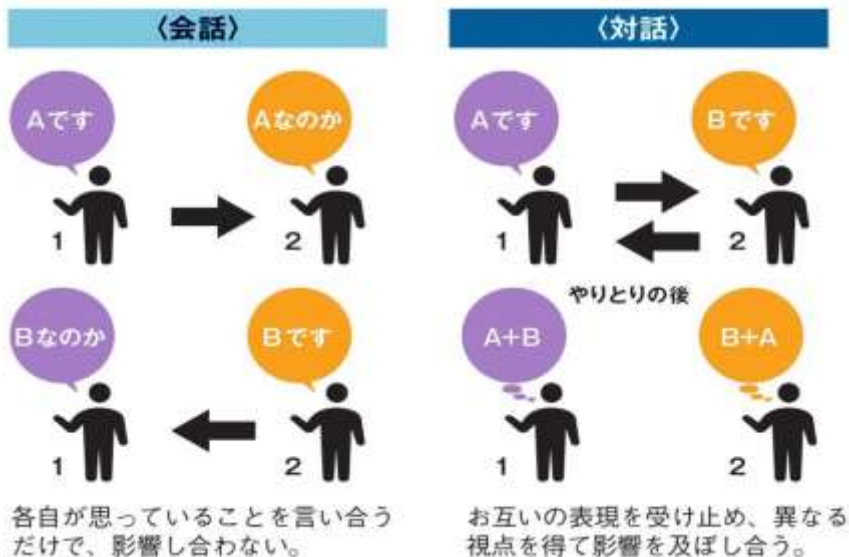 〈会話〉
Aです
Aなのか
1
2
Bなのか
Bです
1
2
各自が思っていることを言い合う
だけで、影響し合わない。
〈対話〉
Aです
Bです
1
2
やりとりの後
A+B
B+A
1
2
お互いの表現を受け止め、異なる
視点を得て影響を及ぼし合う。